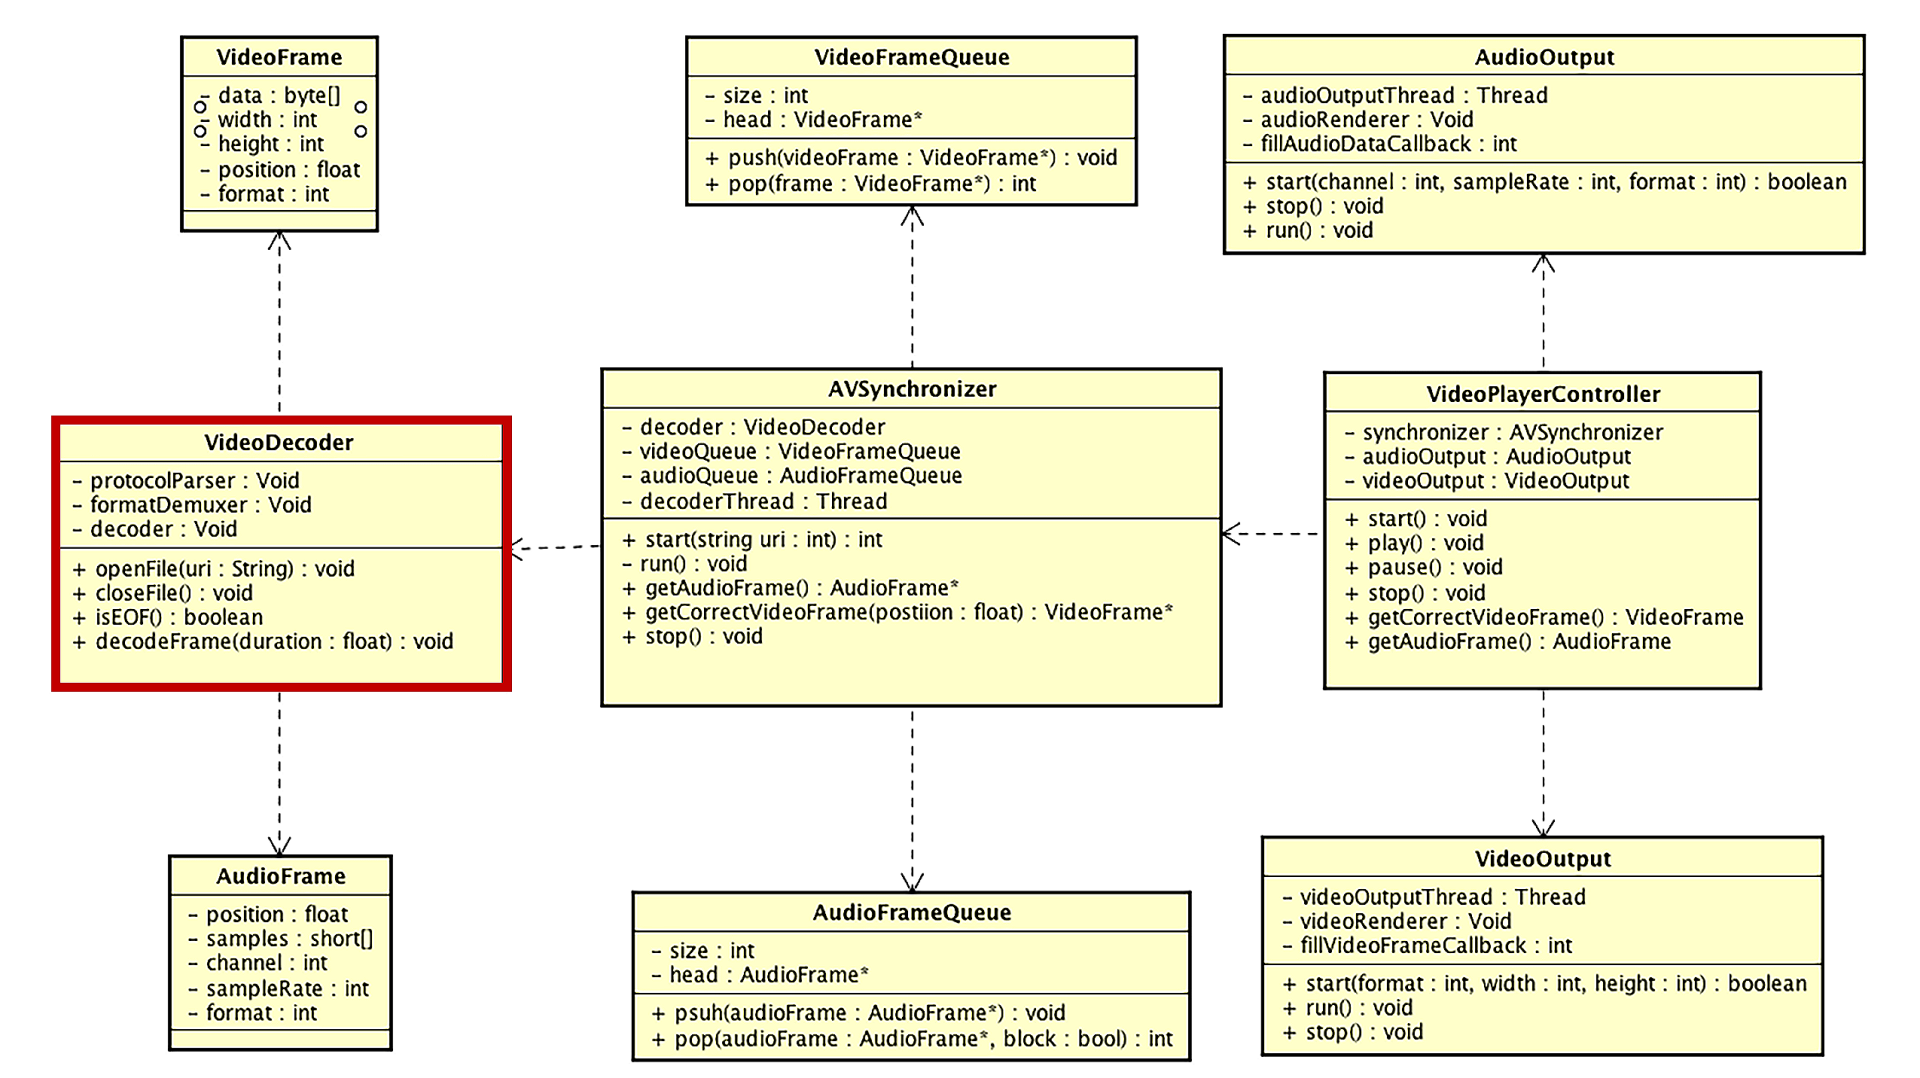 VideoFrame
- data : byte[]
- width : int
- height : int
- position : float
- format : int
VideoFrameQueue
- size : int
- head : VideoFrame*
+ push(videoFrame : VideoFrame*) : void
+ pop(frame : VideoFrame*) : int
AudioOutput
- audioOutputThread : Thread
- audioRenderer : Void
- fillAudioDataCallback : int
+ start(channel : int, sampleRate : int, format : int) : boolean
+ stop() : void
+ run() : void
VideoDecoder
- protocolParser : Void
- formatDemuxer : Void
- decoder : Void
+ openFile(uri : String) : void
+ closeFile() : void
+ isEOF() : boolean
+ decodeFrame(duration : float) : void
AVSynchronizer
- decoder : VideoDecoder
- videoQueue : VideoFrameQueue
- audioQueue : AudioFrameQueue
- decoderThread : Thread
+ start(string uri : int) : int
- run() : void
+ getAudioFrame() : AudioFrame*
+ getCorrectVideoFrame(postiion : float) : VideoFrame*
+ stop() : void
VideoPlayerController
- synchronizer : AVSynchronizer
- audioOutput : AudioOutput
- videoOutput : VideoOutput
+ start() : void
+ play() : void
+ pause() : void
+ stop() : void
+ getCorrectVideoFrame() : VideoFrame
+ getAudioFrame() : AudioFrame
AudioFrame
- position : float
- samples : short[]
- channel : int
- sampleRate : int
- format : int
AudioFrameQueue
- size : int
- head : AudioFrame*
+ psuh(audioFrame : AudioFrame*) : void
+ pop(audioFrame : AudioFrame*, block : bool) : int
VideoOutput
- videoOutputThread : Thread
- videoRenderer : Void
- fillVideoFrameCallback : int
+ start(format : int, width : int, height : int) : boolean
+ run() : void
+ stop() : void